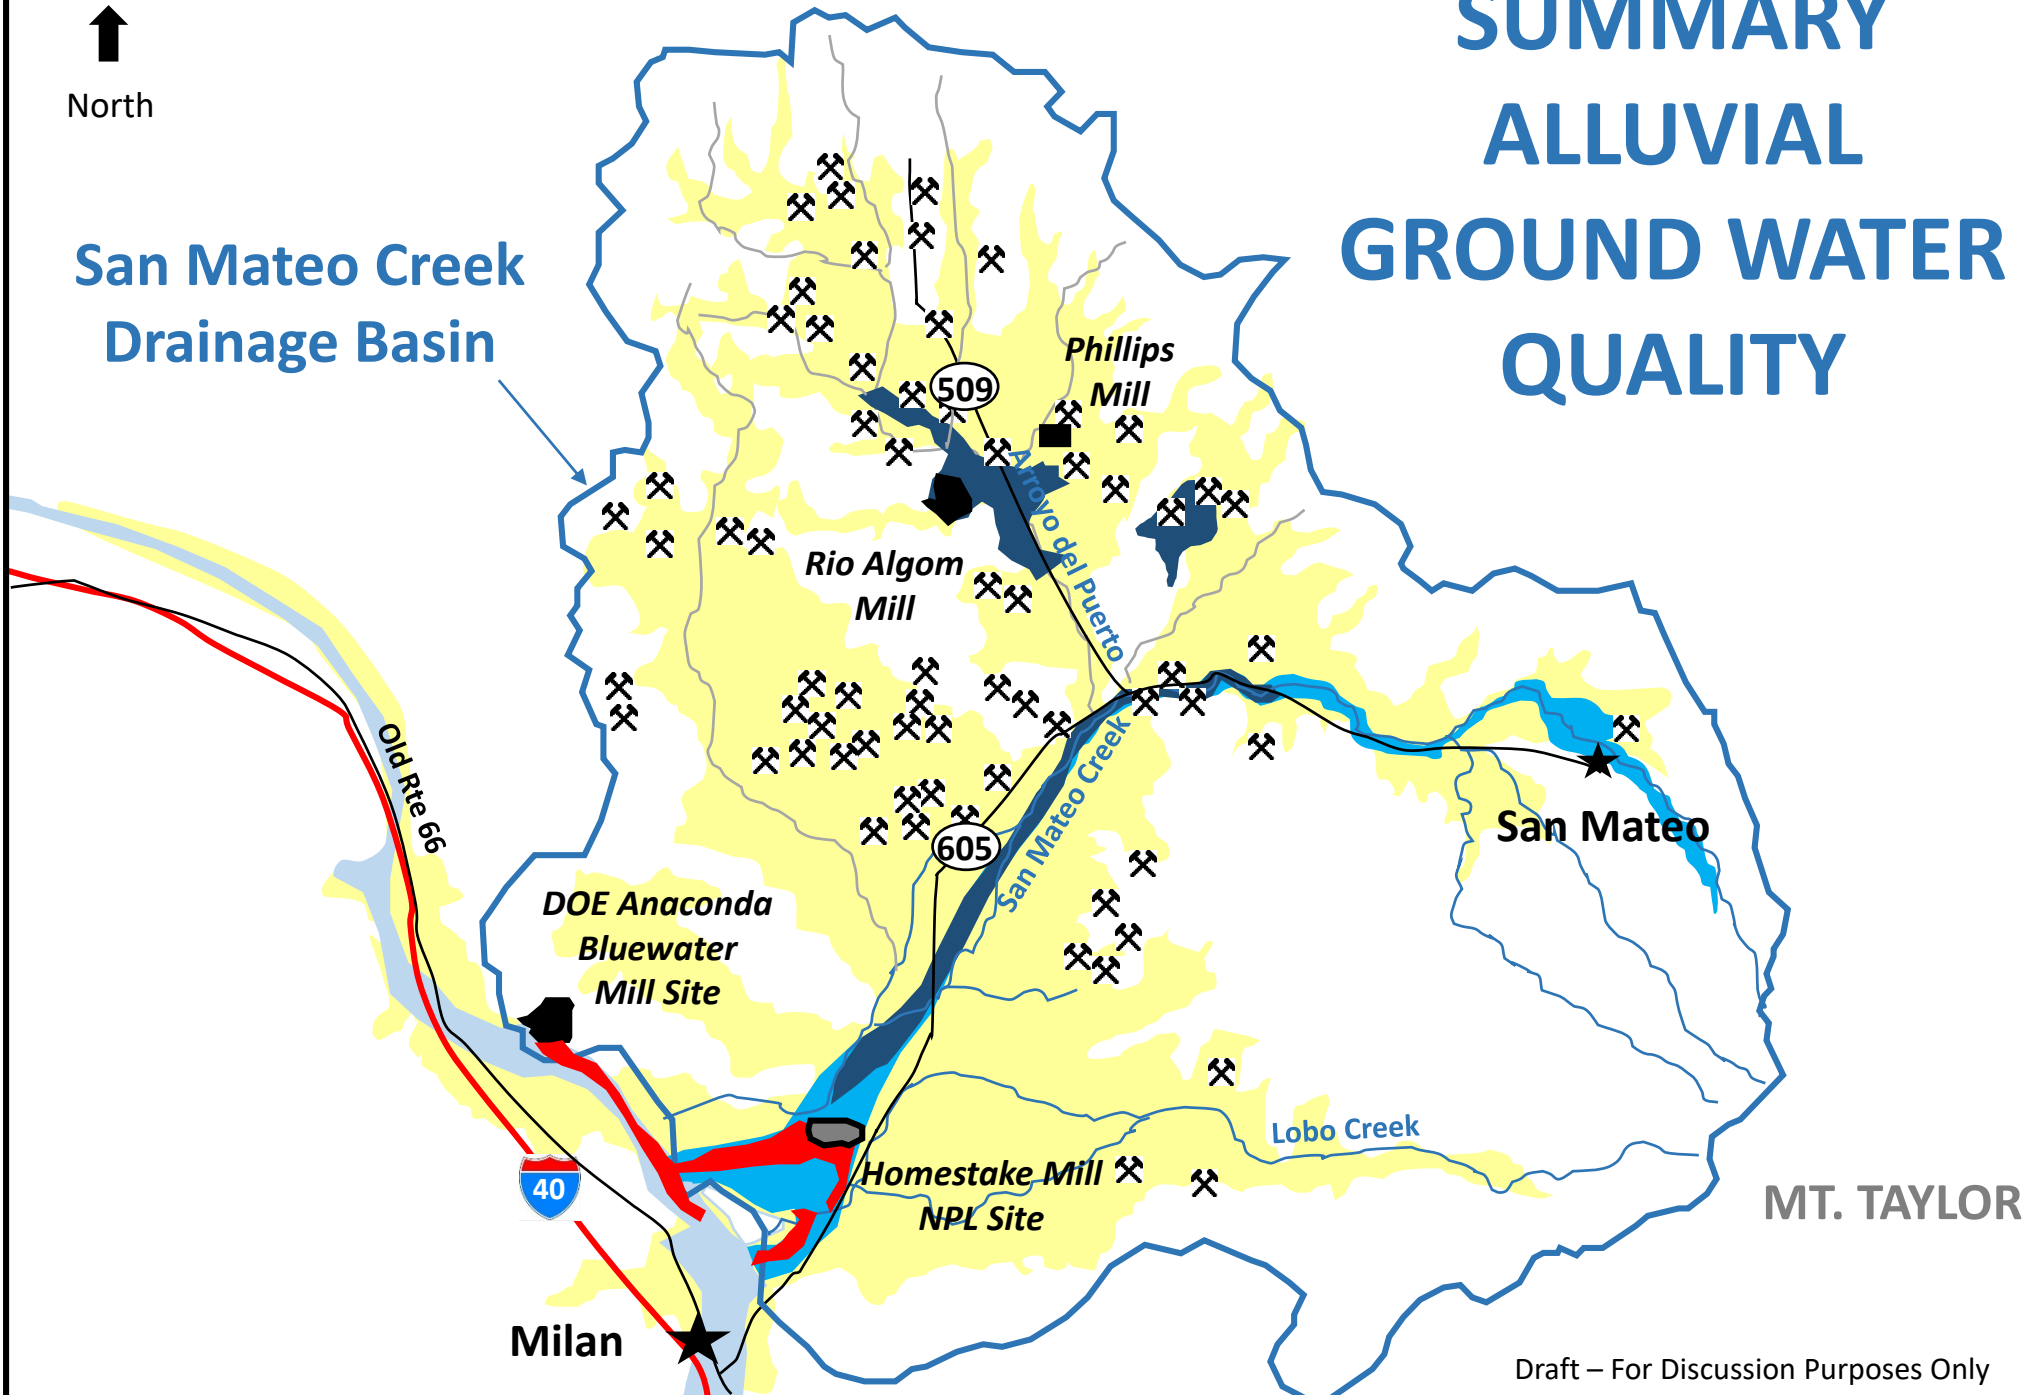 SUMMARY
ALLUVIAL
GROUND WATER
QUALITY
North
San Mateo Creek
Drainage Basin
Phillips
Mill
509
Arroyo del Puerto
Rio Algom
Mill
Old Rte 66
San Mateo Creek
San Mateo
605
DOE Anaconda
Bluewater
Mill Site
Lobo Creek
40
Homestake Mill
NPL Site
MT. TAYLOR
Milan
Draft – For Discussion Purposes Only